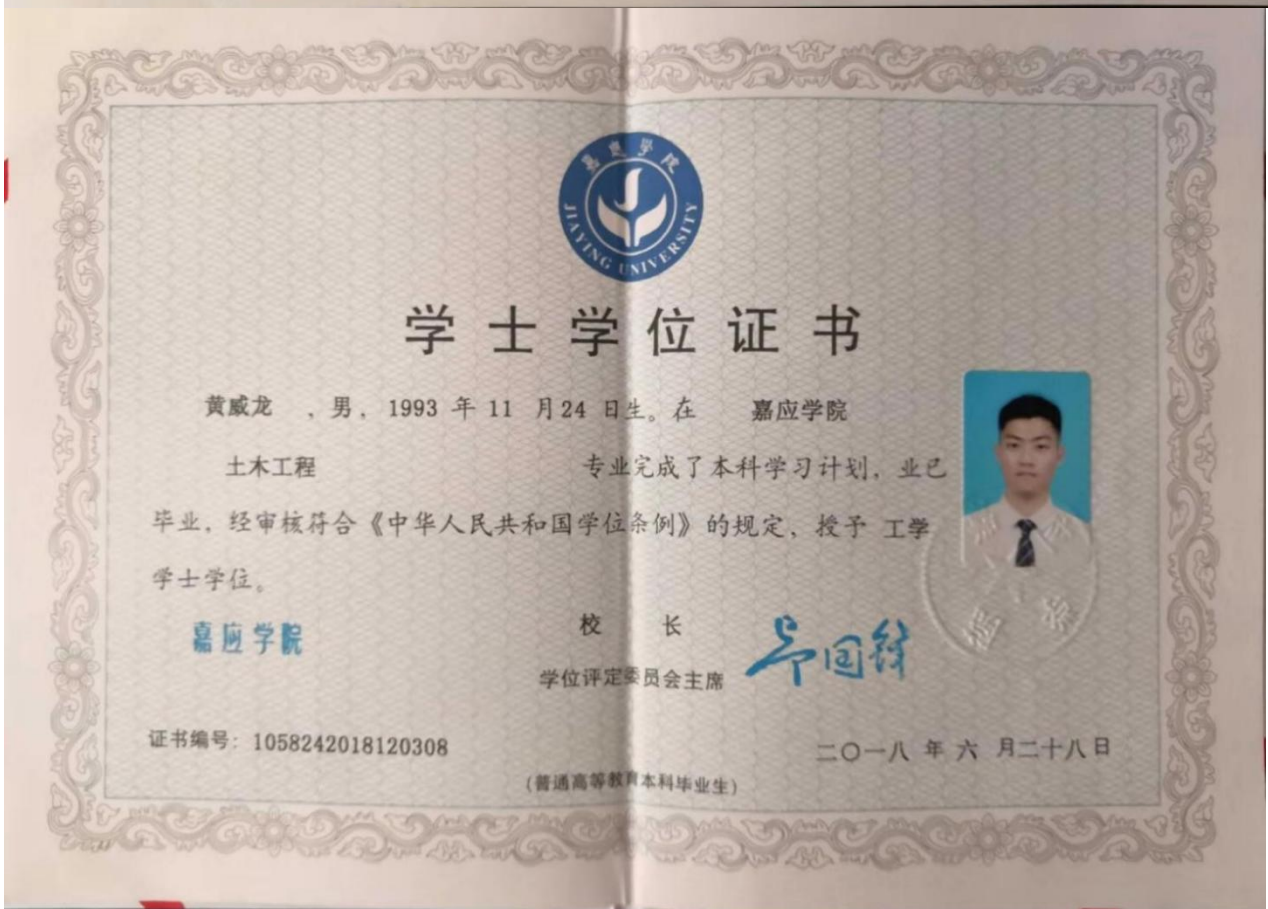 嘉應学院
JIAYING UNIVERSITY
学士学位证书
黄威龙 ，男，1993 年 11 月24 日生。在 嘉应学院
土木工程 专业完成了本科学习计划，业已
毕业，经审核符合《中华人民共和国学位条例》的规定，授予 工学
学士学位。
嘉应学院
校 长
学位评定委员会主席
证书编号：1058242018120308
二〇一八 年 六 月二十八日
（普通高等教育本科毕业生）